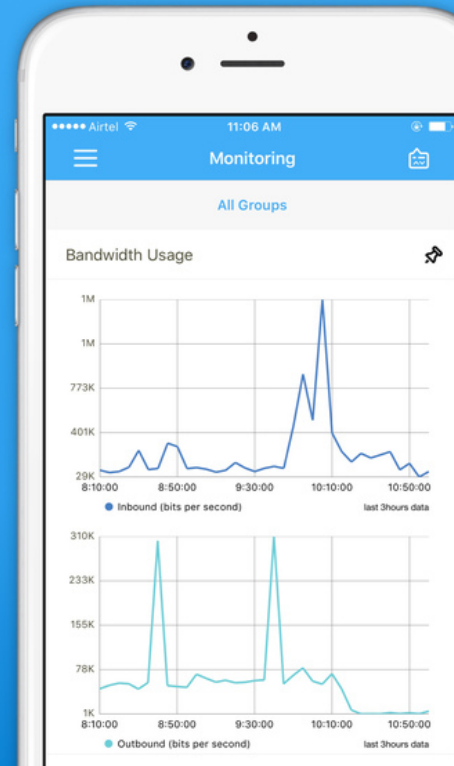 Airtel 11:06 AM
Monitoring
All Groups
Bandwidth Usage
1M
1M
773K
401K
29K
8:10:00 8:50:00 9:30:00 10:10:00 10:50:00
Inbound (bits per second) last 3hours data
310K
233K
155K
78K
1K
8:10:00 8:50:00 9:30:00 10:10:00 10:50:00
Outbound (bits per second) last 3hours data